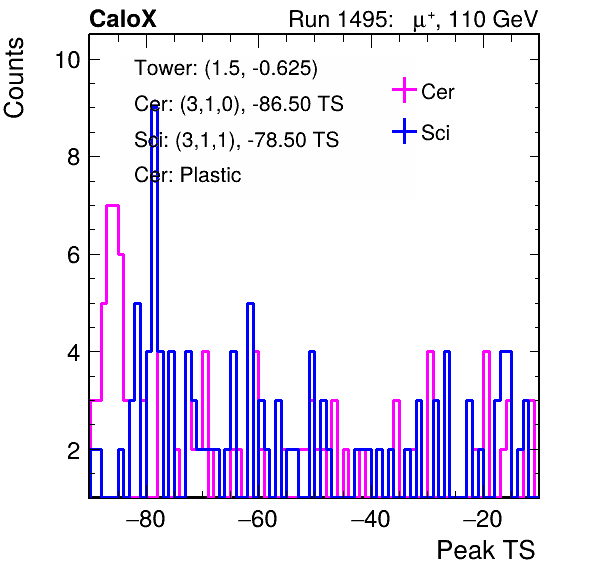 CaloX Run 1495: μ⁺, 110 GeV
Counts
Tower: (1.5, -0.625)
Cer: (3,1,0), -86.50 TS
Sci: (3,1,1), -78.50 TS
Cer: Plastic
Cer
Sci
10
8
6
4
2
−80 −60 −40 −20
Peak TS